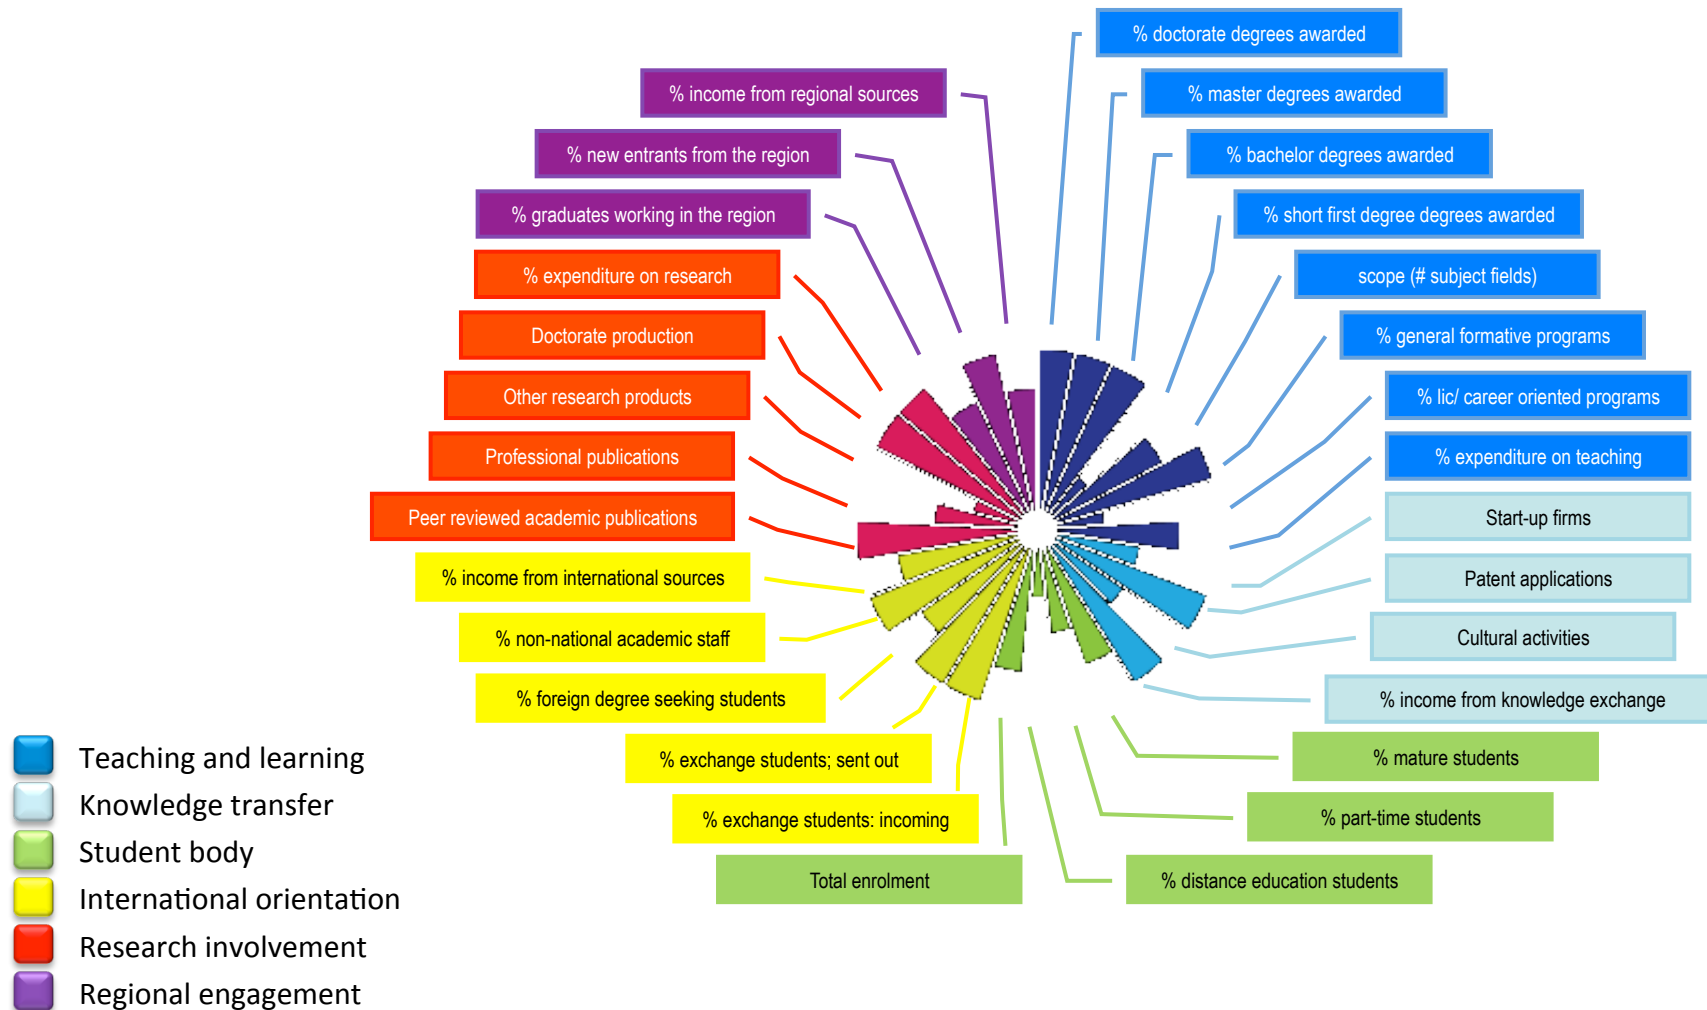 % doctorate degrees awarded
% income from regional sources
% master degrees awarded
% new entrants from the region
% bachelor degrees awarded
% graduates working in the region
% short first degree degrees awarded
% expenditure on research
scope (# subject fields)
Doctorate production
% general formative programs
Other research products
% lic/ career oriented programs
Professional publications
% expenditure on teaching
Peer reviewed academic publications
Start-up firms
% income from international sources
Patent applications
% non-national academic staff
Cultural activities
% foreign degree seeking students
% income from knowledge exchange
% exchange students; sent out
% mature students
% exchange students: incoming
% part-time students
Total enrolment
% distance education students
Teaching and learning
Knowledge transfer
Student body
International orientation
Research involvement
Regional engagement